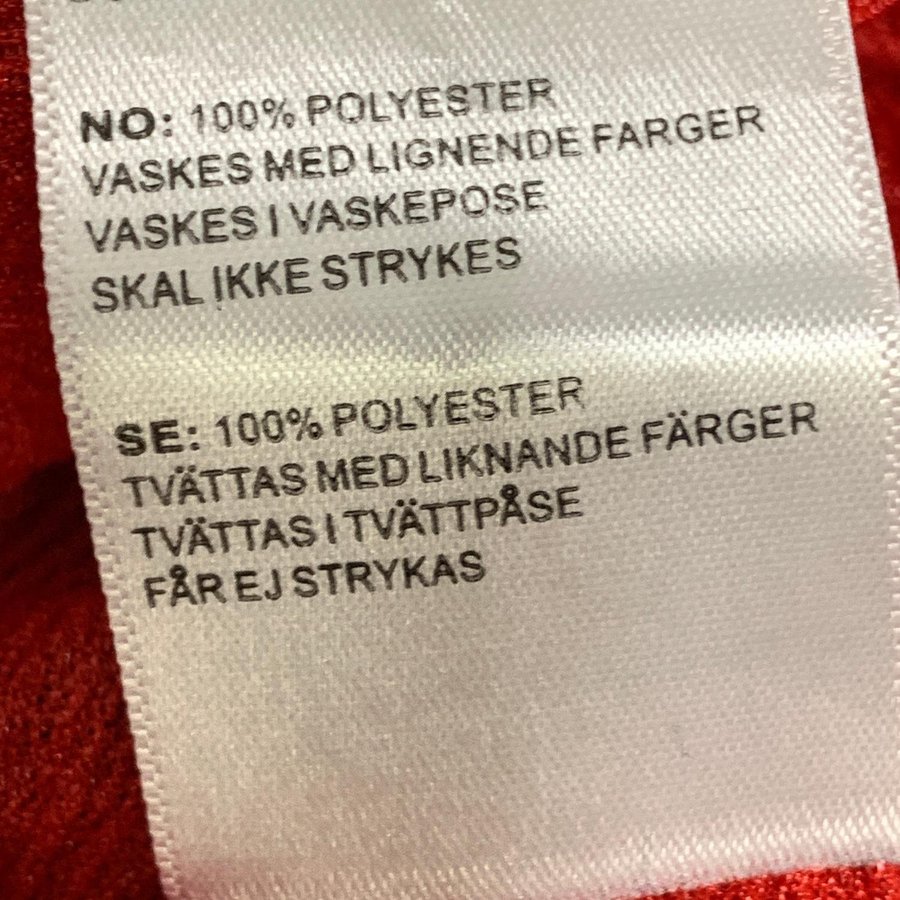 NO: 100% POLYESTER
VASKES MED LIGNENDE FARGER
VASKES I VASKEPOSE
SKAL IKKE STRYKES
SE: 100% POLYESTER
TVÄTTAS MED LIKNANDE FÄRGER
TVÄTTAS I TVÄTTPÅSE
FÅR EJ STRYKAS